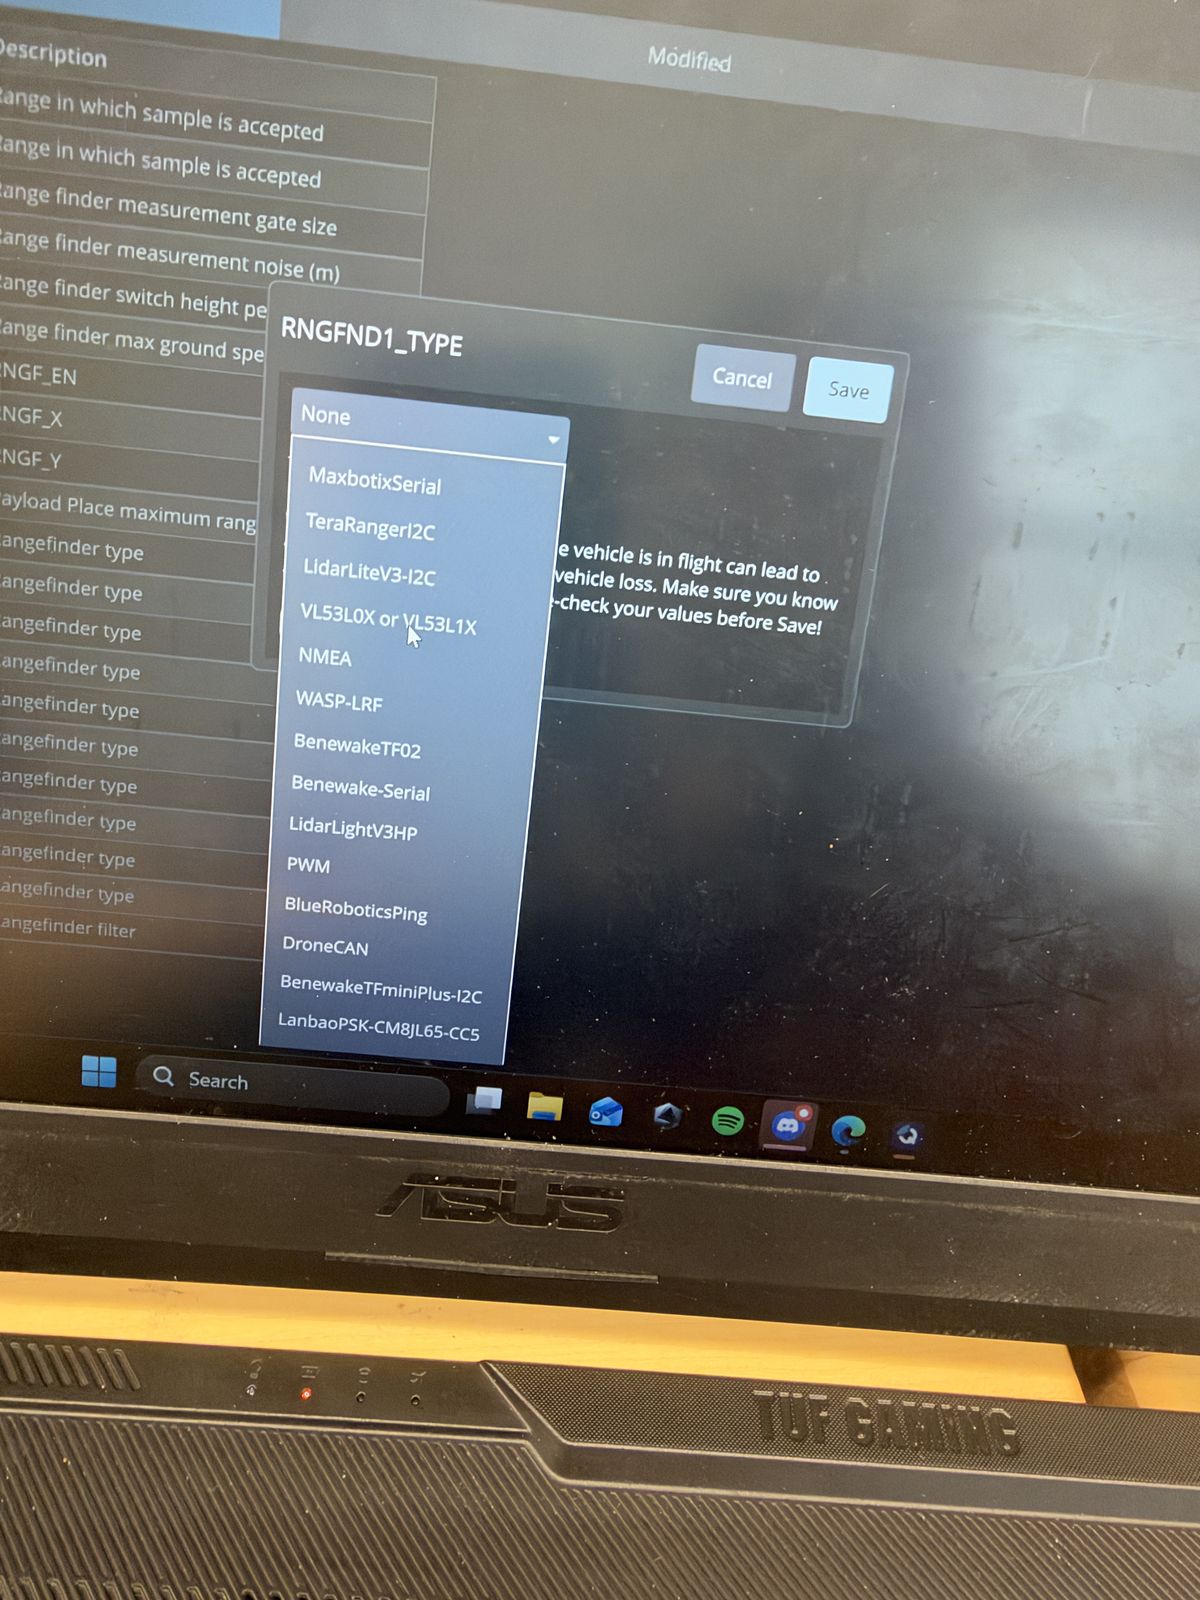 Description
Modified
Range in which sample is accepted
Range in which sample is accepted
ange finder measurement gate size
ange finder measurement noise (m)
ange finder switch height pe
ange finder max ground spe
NGF_EN
NGF_X
NGF_Y
ayload Place maximum rang
angefinder type
angefinder type
angefinder type
angefinder type
angefinder type
angefinder type
angefinder type
angefinder type
angefinder type
angefinder type
angefinder filter
RNGFND1_TYPE
Cancel
Save
None
MaxbotixSerial
TeraRangerI2C
LidarLiteV3-I2C
VL53L0X or VL53L1X
NMEA
WASP-LRF
BenewakeTF02
Benewake-Serial
LidarLightV3HP
PWM
BlueRoboticsPing
DroneCAN
BenewakeTFminiPlus-I2C
LanbaoPSK-CM8JL65-CC5
e vehicle is in flight can lead to
vehicle loss. Make sure you know
-check your values before Save!
Search
ASUS
TUF GAMING